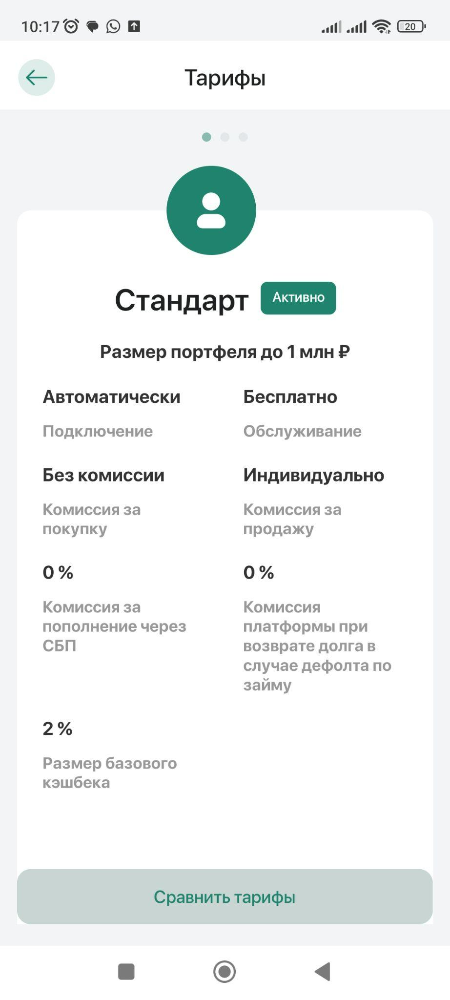 10:17
20
Тарифы
Стандарт
Активно
Размер портфеля до 1 млн ₽
Автоматически
Подключение
Бесплатно
Обслуживание
Без комиссии
Комиссия за
покупку
Индивидуально
Комиссия за
продажу
0 %
Комиссия за
пополнение через
СБП
0 %
Комиссия
платформы при
возврате долга в
случае дефолта по
займу
2 %
Размер базового
кэшбека
Сравнить тарифы